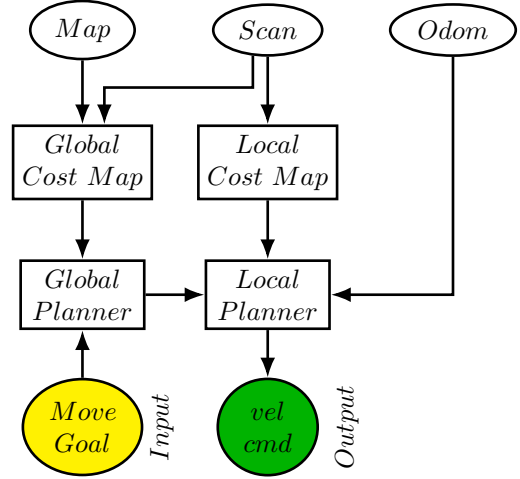 Map
Scan
Odom
Global
Cost Map
Local
Cost Map
Global
Planner
Local
Planner
Move
Goal
Input
vel
cmd
Output